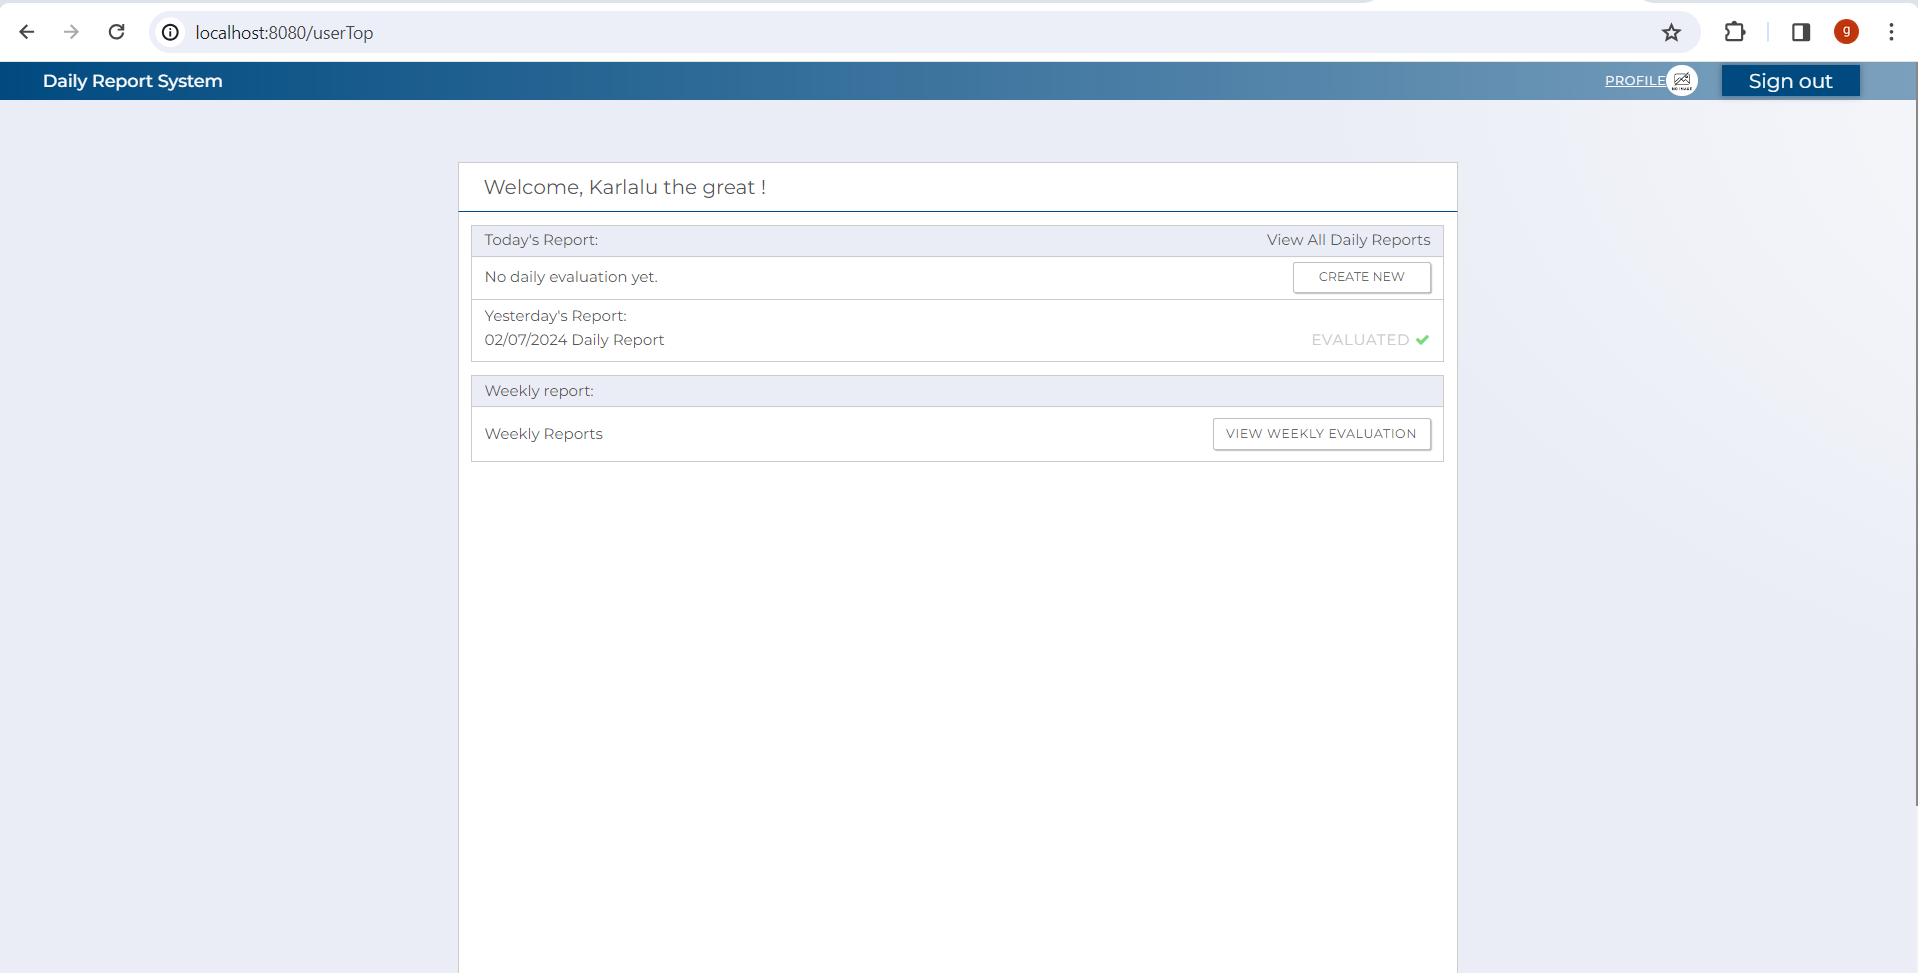 localhost:8080/userTop
g
Daily Report System
PROFILE
NO IMAGE
Sign out
Welcome, Karlalu the great !
Today's Report:
View All Daily Reports
No daily evaluation yet.
CREATE NEW
Yesterday's Report:
02/07/2024 Daily Report
EVALUATED
Weekly report:
Weekly Reports
VIEW WEEKLY EVALUATION